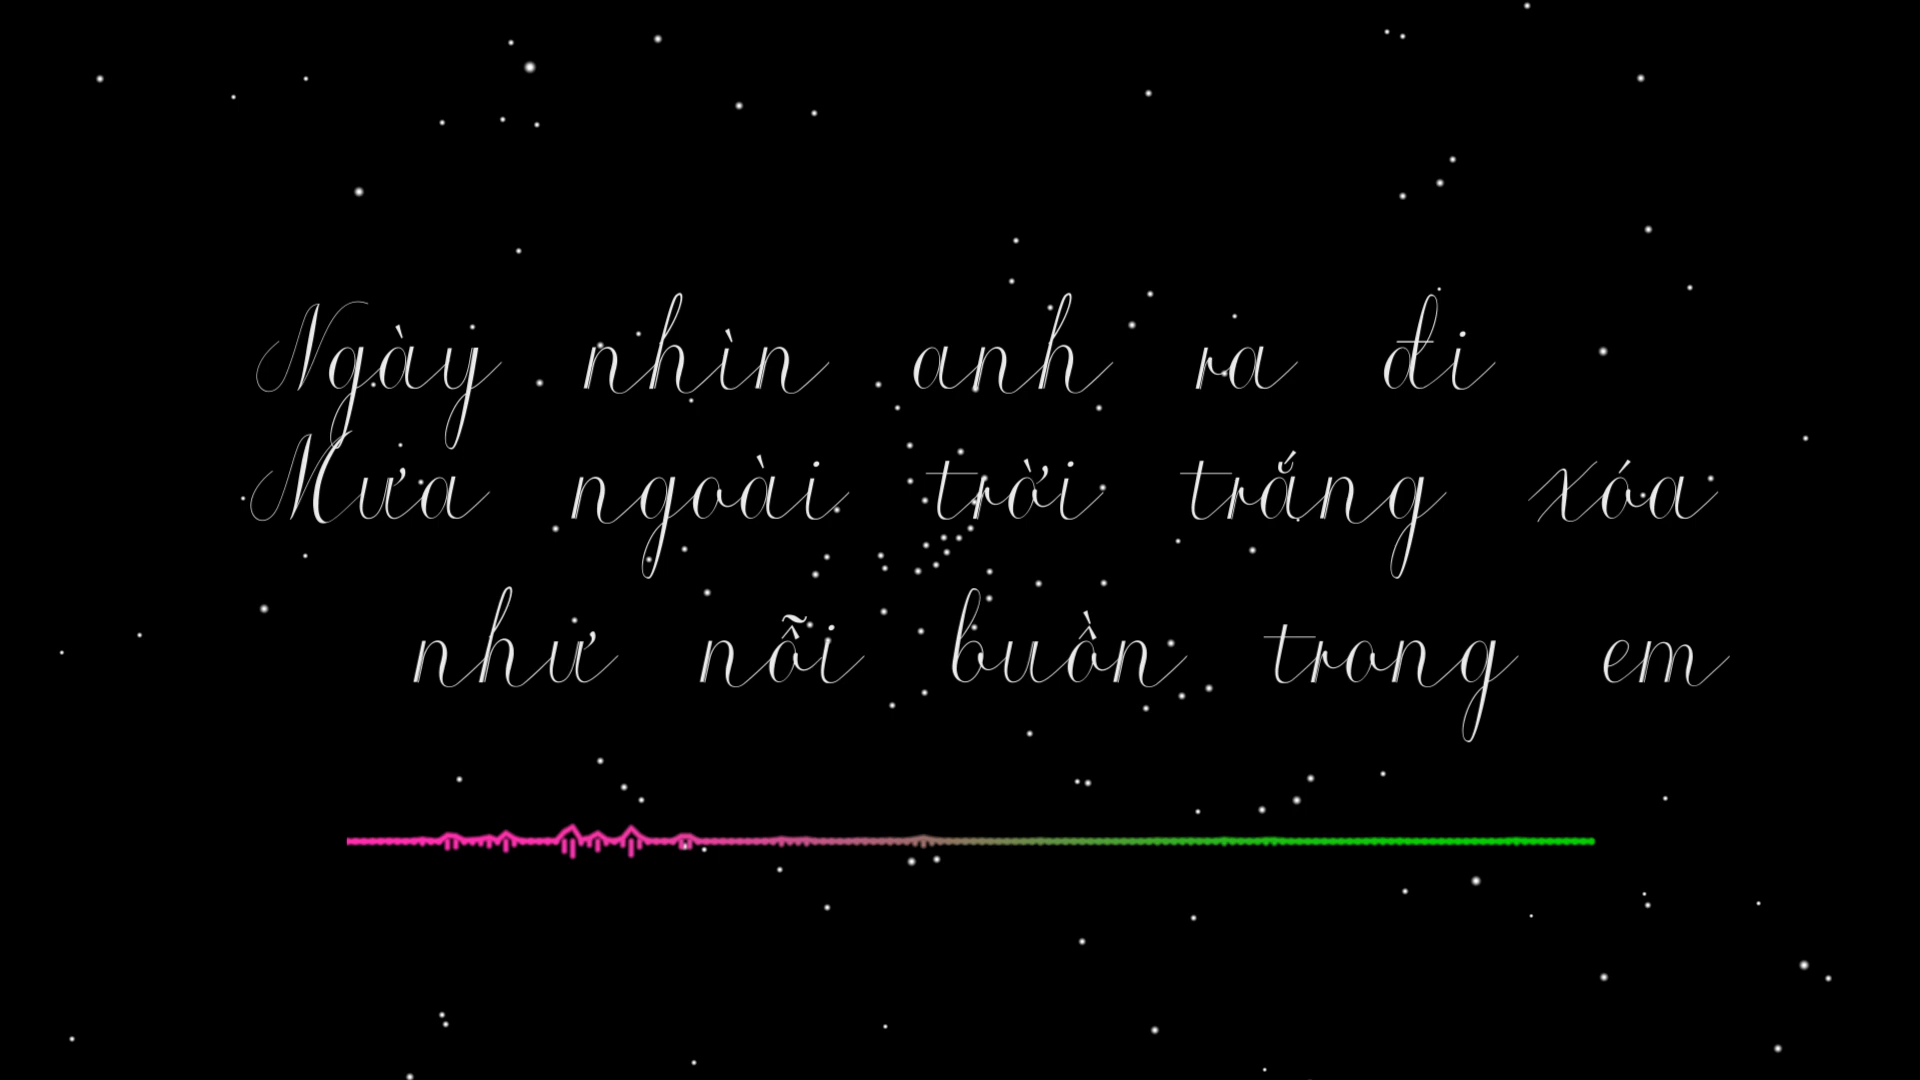 Ngày nhìn anh ra đi
Mưa ngoài trời trắng xóa
như nỗi buồn trong em